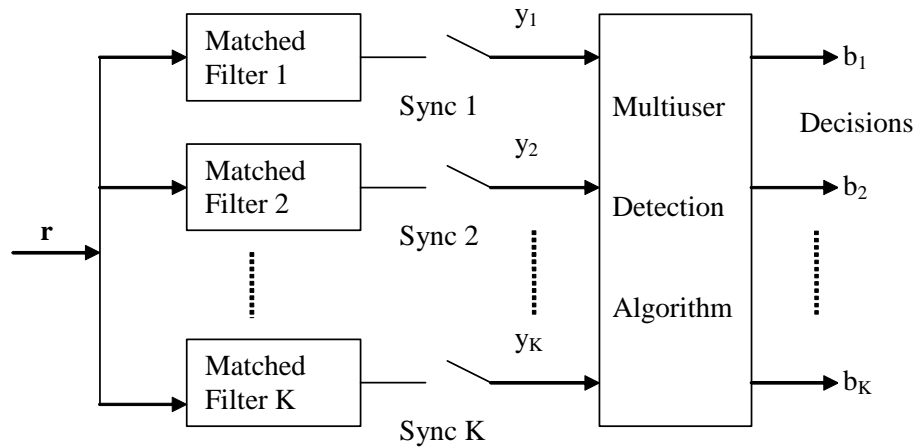 Matched
Filter 1
Sync 1
y1
Multiuser
b1
Decisions
Matched
Filter 2
Sync 2
y2
Detection
b2
r
Algorithm
Matched
Filter K
Sync K
yK
bK